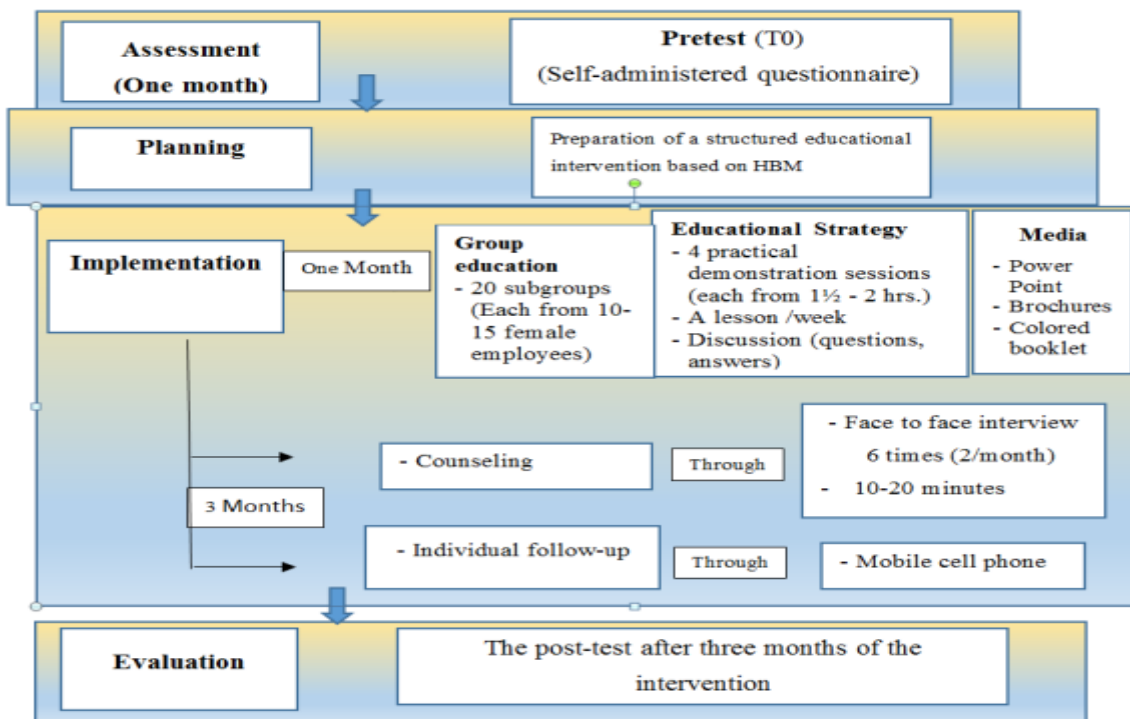 Assessment
(One month)
Pretest (T0)
(Self-administered questionnaire)
Planning
Preparation of a structured educational
intervention based on HBM
Implementation
One Month
Group
education
- 20 subgroups
(Each from 10-
15 female
employees)
Educational Strategy
- 4 practical
demonstration sessions
(each from 1½ - 2 hrs.)
- A lesson /week
- Discussion (questions,
answers)
Media
- Power
Point
- Brochures
- Colored
booklet
3 Months
- Counseling
Through
- Face to face interview
6 times (2/month)
- 10-20 minutes
- Individual follow-up
Through
- Mobile cell phone
Evaluation
The post-test after three months of the
intervention